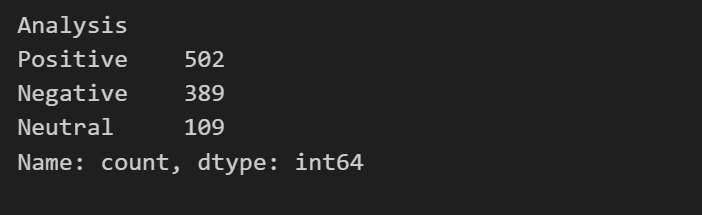 Analysis
Positive    502
Negative    389
Neutral     109
Name: count, dtype: int64